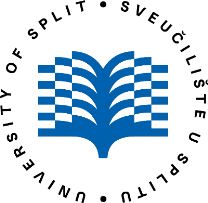 UNIVERSITY OF SPLIT • SVEUČILIŠTE U SPLITU •